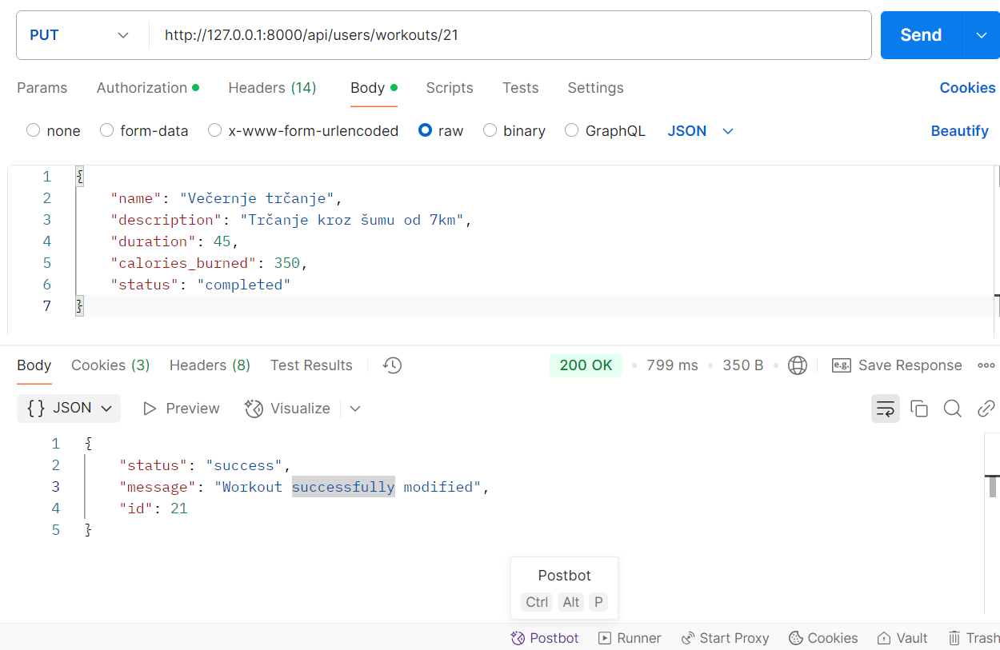 PUT http://127.0.0.1:8000/api/users/workouts/21 Send
Params Authorization Headers (14) Body Scripts Tests Settings Cookies
none form-data x-www-form-urlencoded raw binary GraphQL JSON Beautify
1 {
2 "name": "Večernje trčanje",
3 "description": "Trčanje kroz šumu od 7km",
4 "duration": 45,
5 "calories_burned": 350,
6 "status": "completed"
7 }
Body Cookies (3) Headers (8) Test Results 200 OK 799 ms 350 B e.g. Save Response
{} JSON Preview Visualize
1 {
2 "status": "success",
3 "message": "Workout successfully modified",
4 "id": 21
5 }
Postbot
Ctrl Alt P
Postbot Runner Start Proxy Cookies Vault Trash